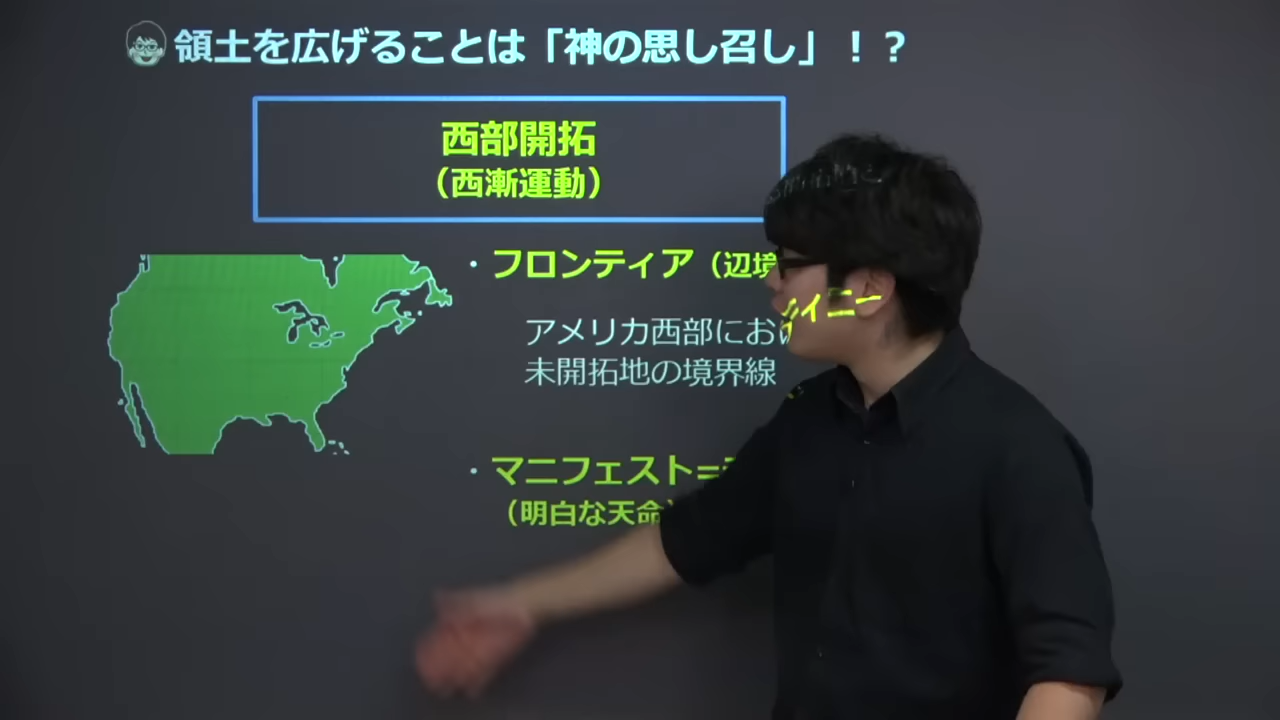 領土を広げることは「神の思し召し」！？
西部開拓
（西漸運動）
・フロンティア（辺境
アメリカ西部にお
未開拓地の境界線
・マニフェスト＝
（明白な天命
イニー